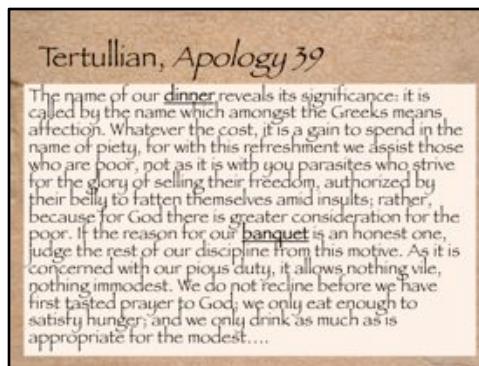 Tertullian, Apology 39
The name of our dinner reveals its significance: it is
called by the name which amongst the Greeks means
affection. Whatever the cost, it is a gain to spend in the
name of piety, for with this refreshment we assist those
who are poor, not as it is with you parasites who strive
for the glory of selling their freedom, authorized by
their belly to fatten themselves amid insults; rather,
because for God there is greater consideration for the
poor. If the reason for our banquet is an honest one,
judge the rest of our discipline from this motive. As it is
concerned with our pious duty, it allows nothing vile,
nothing immodest. We do not recline before we have
first tasted prayer to God; we only eat enough to
satisfy hunger; and we only drink as much as is
appropriate for the modest….